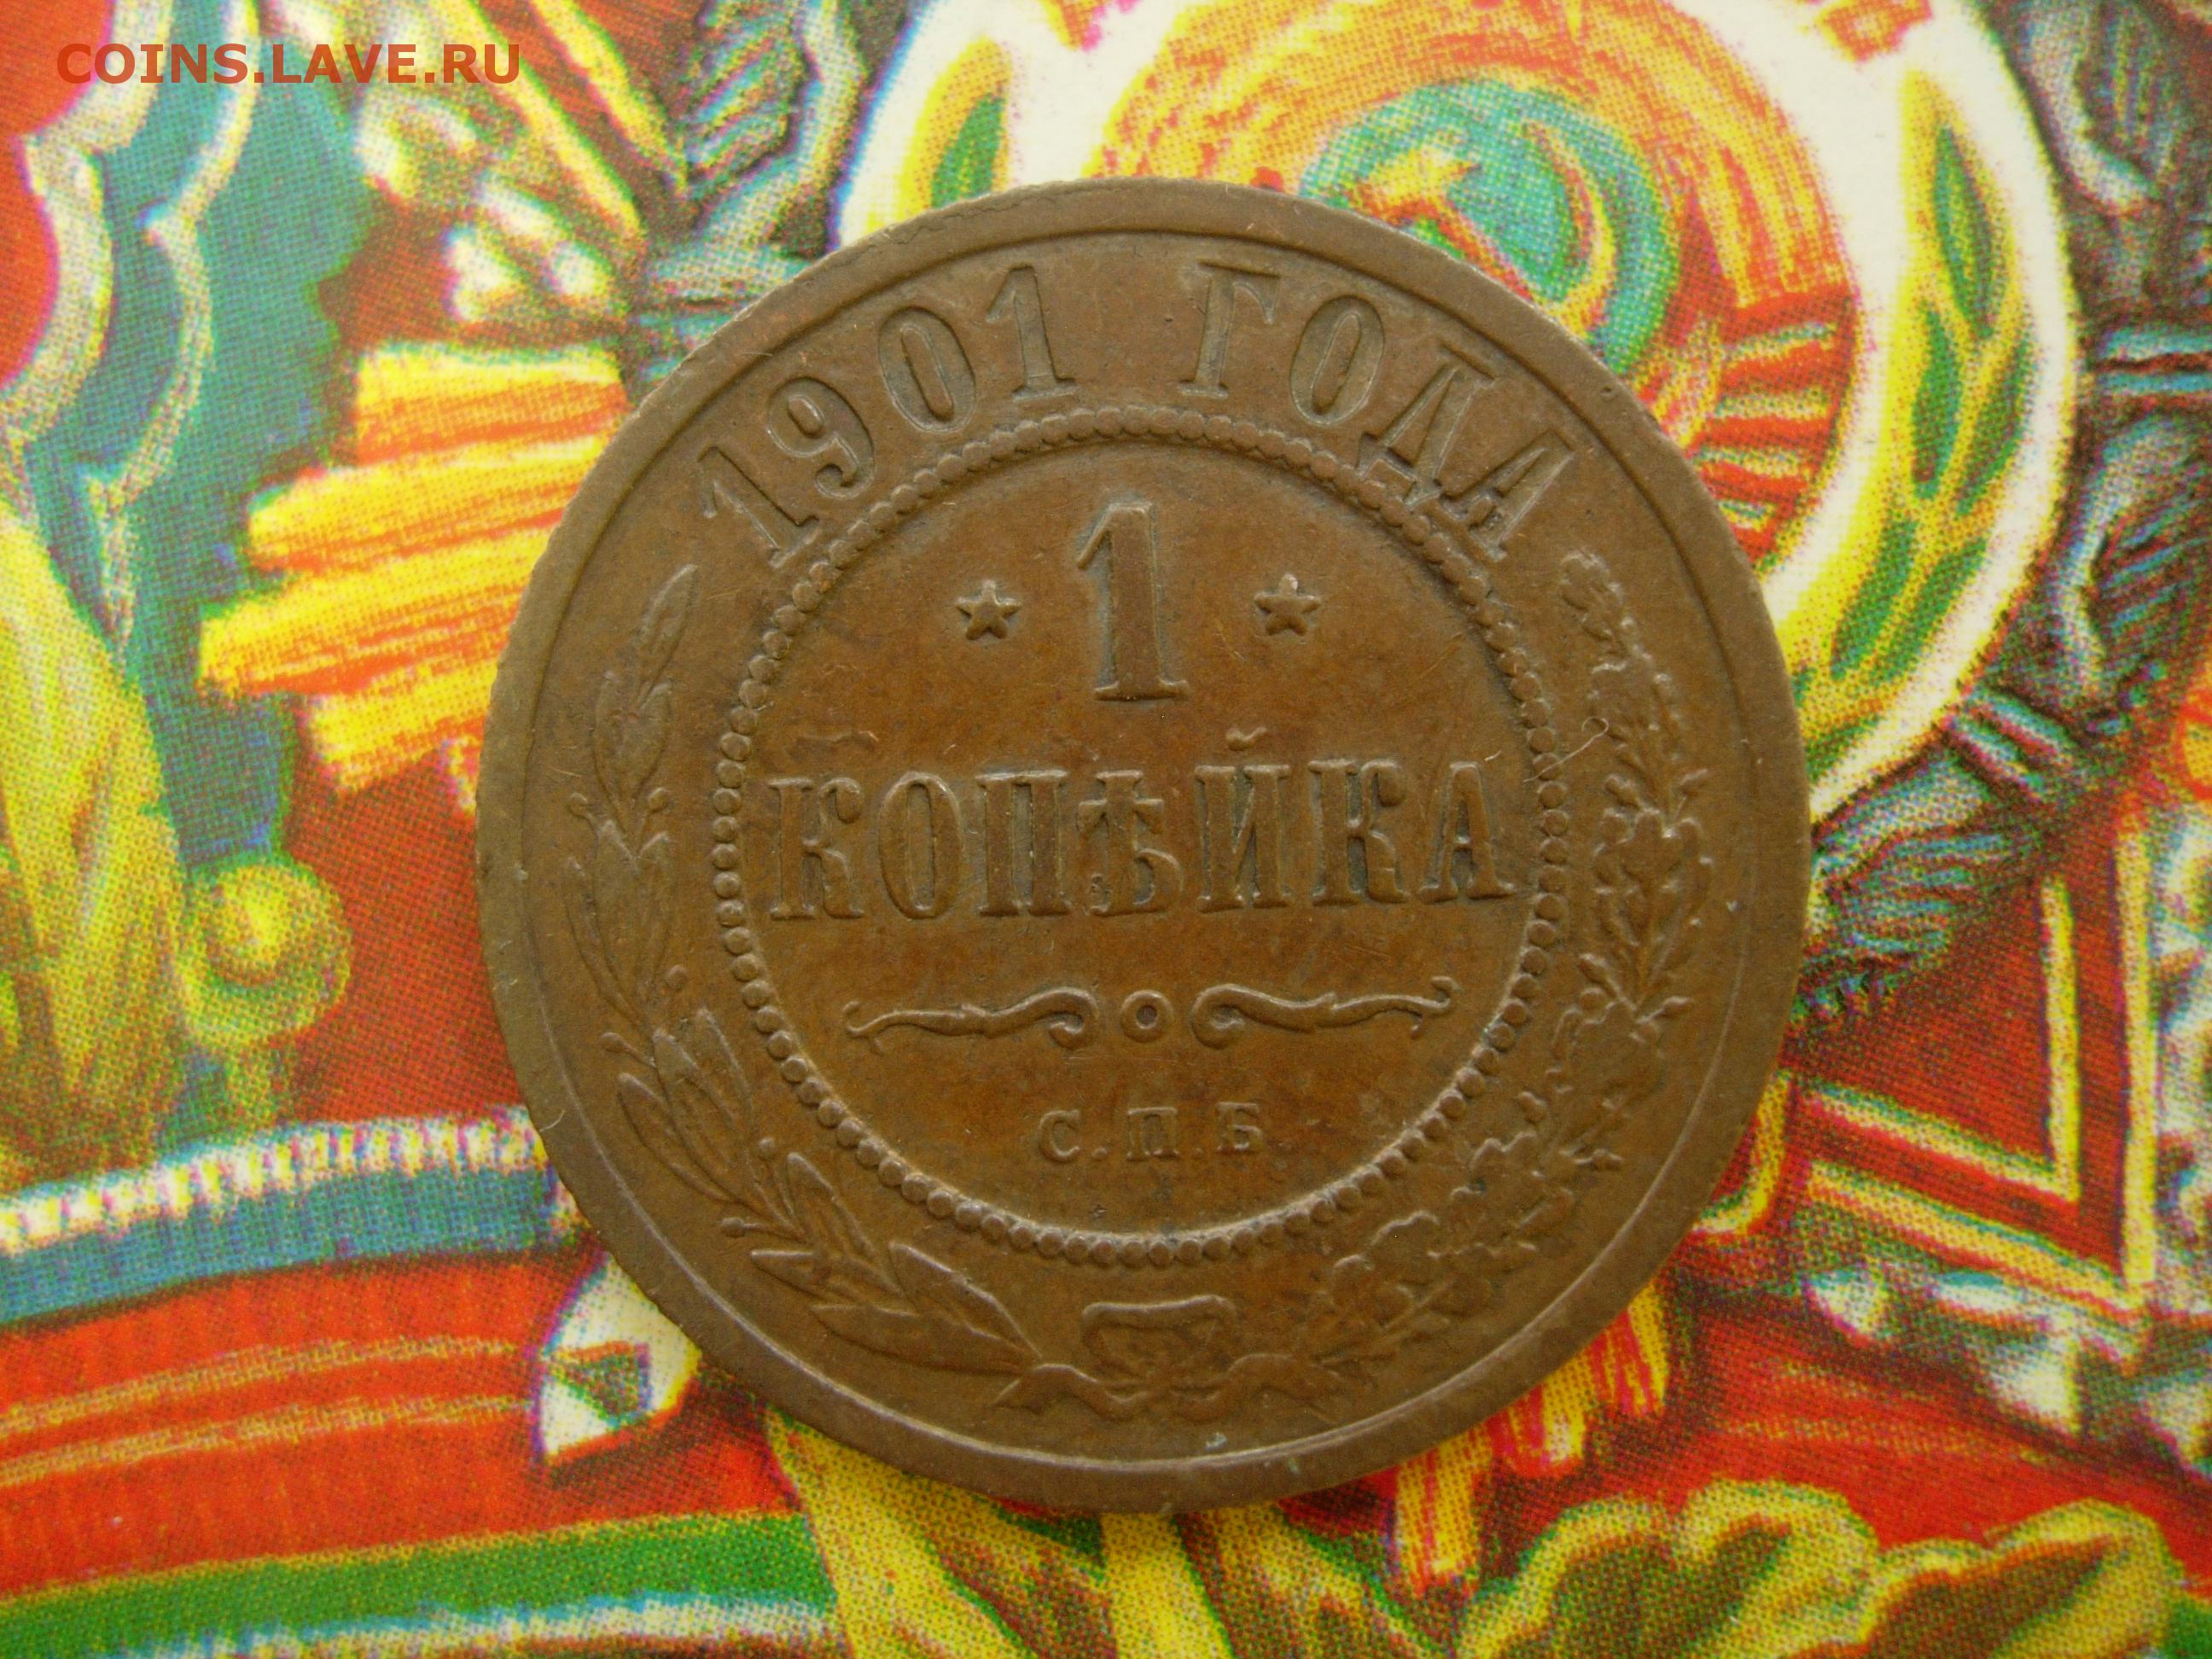 COINS.LAVE.RU
1901 ГОДА
1
КОПѢЙКА
С.П.Б.